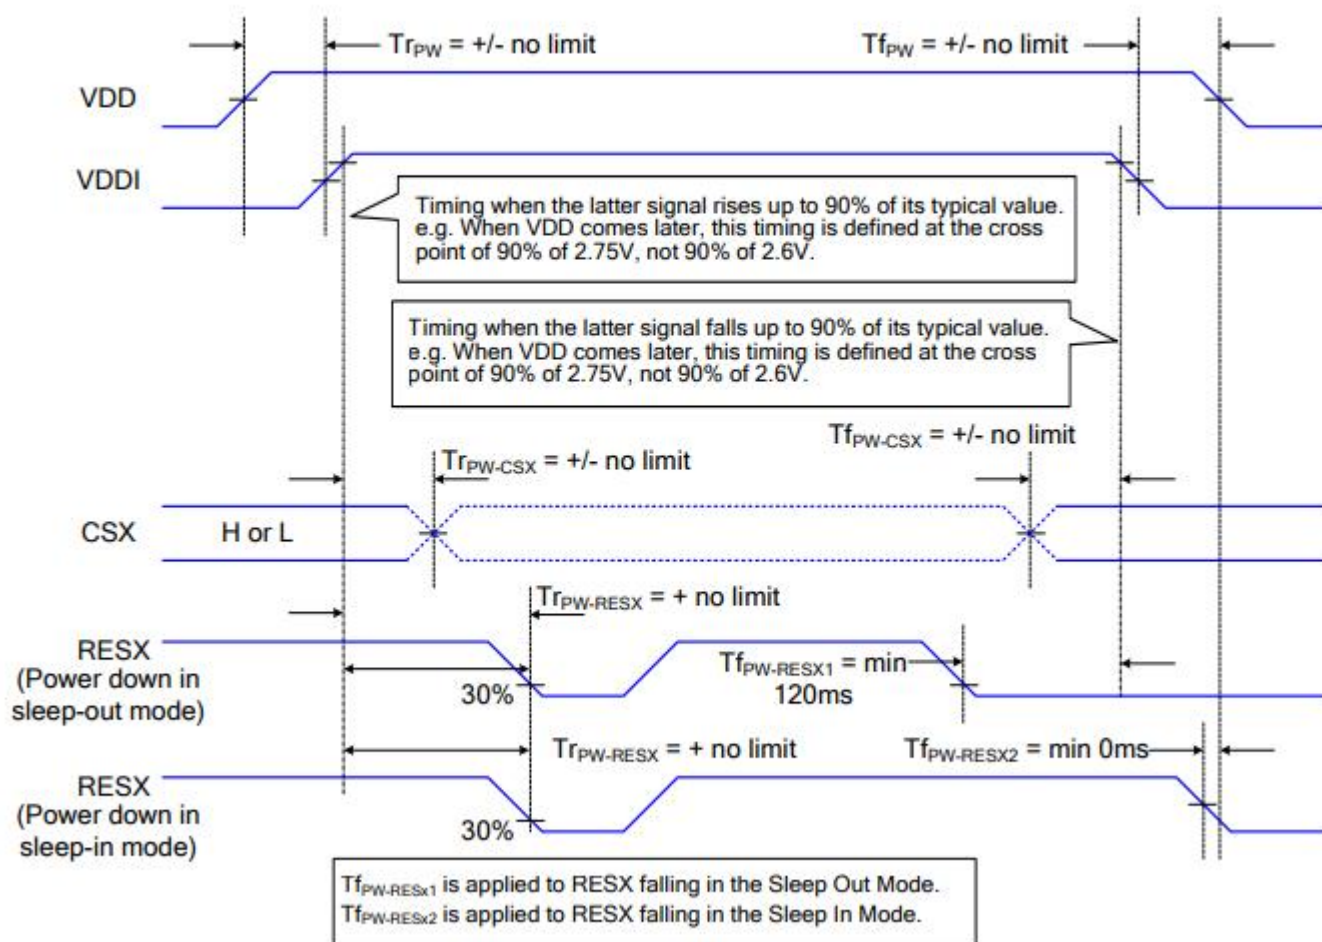 TrPW = +/- no limit
TfPW = +/- no limit
VDD
VDDI
Timing when the latter signal rises up to 90% of its typical value.
e.g. When VDD comes later, this timing is defined at the cross
point of 90% of 2.75V, not 90% of 2.6V.
Timing when the latter signal falls up to 90% of its typical value.
e.g. When VDD comes later, this timing is defined at the cross
point of 90% of 2.75V, not 90% of 2.6V.
TfPW-CSX = +/- no limit
TrPW-CSX = +/- no limit
CSX
H or L
TrPW-RESX = + no limit
RESX
(Power down in
sleep-out mode)
30%
TfPW-RESX1 = min
120ms
TrPW-RESX = + no limit
TfPW-RESX2 = min 0ms
RESX
(Power down in
sleep-in mode)
30%
TfPW-RESx1 is applied to RESX falling in the Sleep Out Mode.
TfPW-RESx2 is applied to RESX falling in the Sleep In Mode.